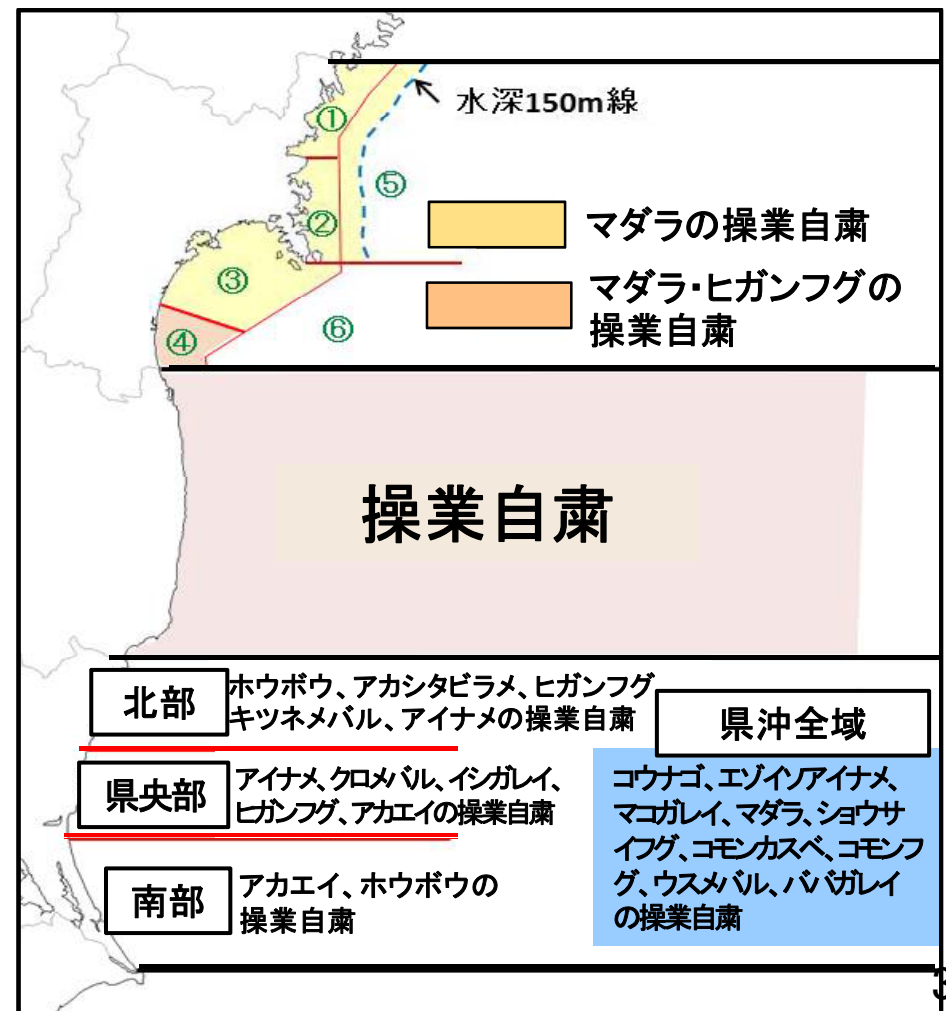 水深150m線
①
⑤
②
マダラの操業自粛
③
マダラ・ヒガンフグの
操業自粛
⑥
④
操業自粛
北部
ホウボウ、アカシタビラメ、ヒガンフグ
キツネメバル、アイナメの操業自粛
県沖全域
県央部
アイナメ、クロメバル、イシガレイ、
ヒガンフグ、アカエイの操業自粛
コウナゴ、エゾイソアイナメ、
マコガレイ、マダラ、ショウサ
イフグ、コモンカスベ、コモンフ
グ、ウスメバル、ババガレイ
の操業自粛
南部
アカエイ、ホウボウの
操業自粛
3